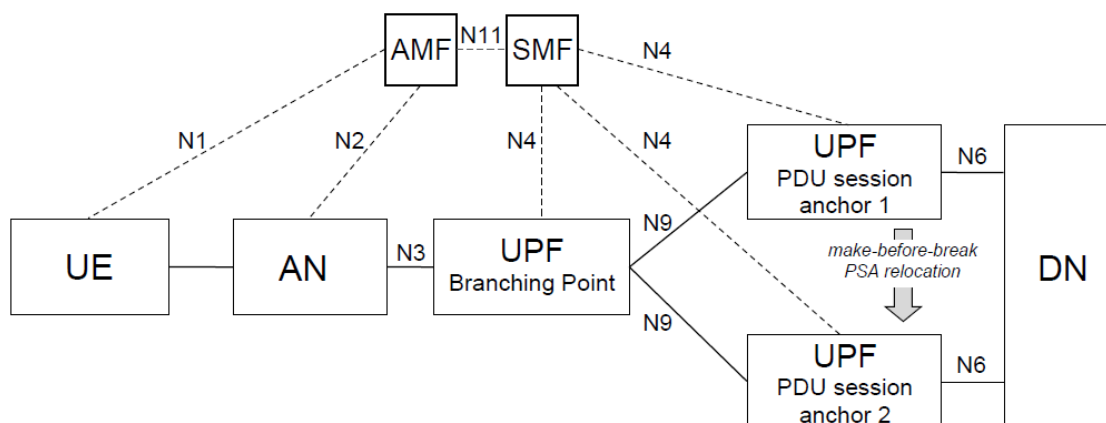 N11
AMF
SMF
N4
N1
N2
N4
N4
UPF
PDU session
anchor 1
N6
UE
AN
N3
UPF
Branching Point
N9
make-before-break
PSA relocation
DN
N9
UPF
PDU session
anchor 2
N6